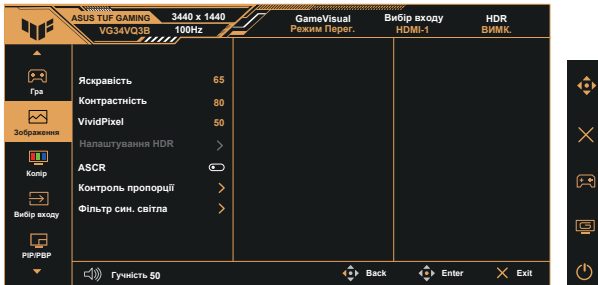 ASUS TUF GAMING 3440 x 1440 GameVisual Вибір входу HDR
VG34VQ3B 100Hz Режим Перег. HDMI-1 ВИМК.
Гра
Зображення
Колір
Вибір входу
PIP/PBP
Яскравість 65
Контрастність 80
VividPixel 50
Налаштування HDR
ASCR
Контроль пропорції
Фільтр син. світла
Гучність 50 Back Enter Exit